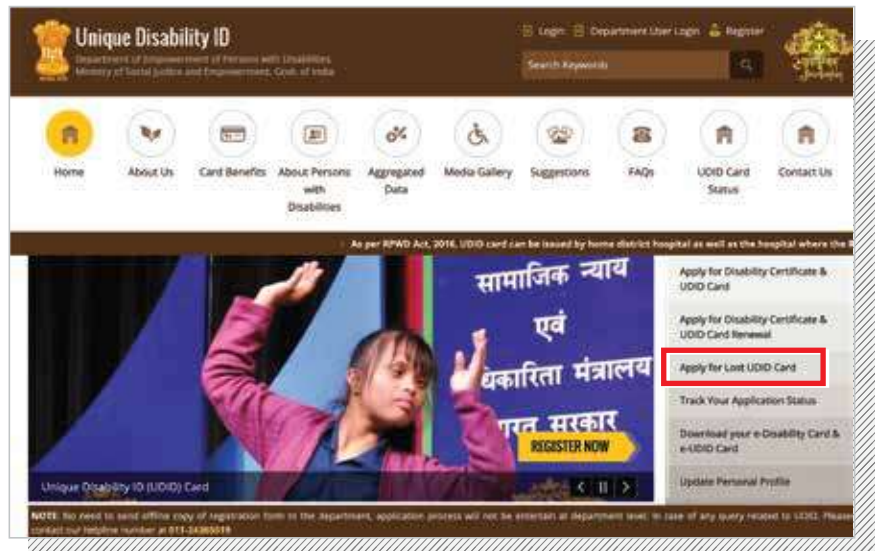 Unique Disability ID
Department of Empowerment of Persons with Disabilities,
Ministry of Social Justice and Empowerment, Govt. of India
Login Department User Login Register
Search Keywords
Home
About Us
Card Benefits
About Persons
with
Disabilities
Aggregated
Data
Media Gallery
Suggestions
FAQs
UDID Card
Status
Contact Us
As per RPWD Act, 2016, UDID card can be issued by home district hospital as well as the hospital where the
सामाजिक न्याय
एवं
धकारिता मंत्रालय
रत सरकार
REGISTER NOW
Unique Disability ID (UDID) Card
Apply for Disability Certificate &
UDID Card
Apply for Disability Certificate &
UDID Card Renewal
Apply for Lost UDID Card
Track Your Application Status
Download your e-Disability Card &
e-UDID Card
Update Personal Profile
NOTE: No need to send offline copy of registration form to the department, application process will not be entertain at department level. In case of any query related to UDID, Please
contact our helpline number at 011-24365019